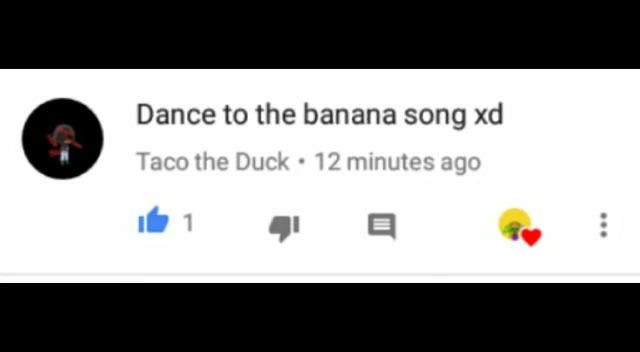 Dance to the banana song xd
Taco the Duck • 12 minutes ago
1